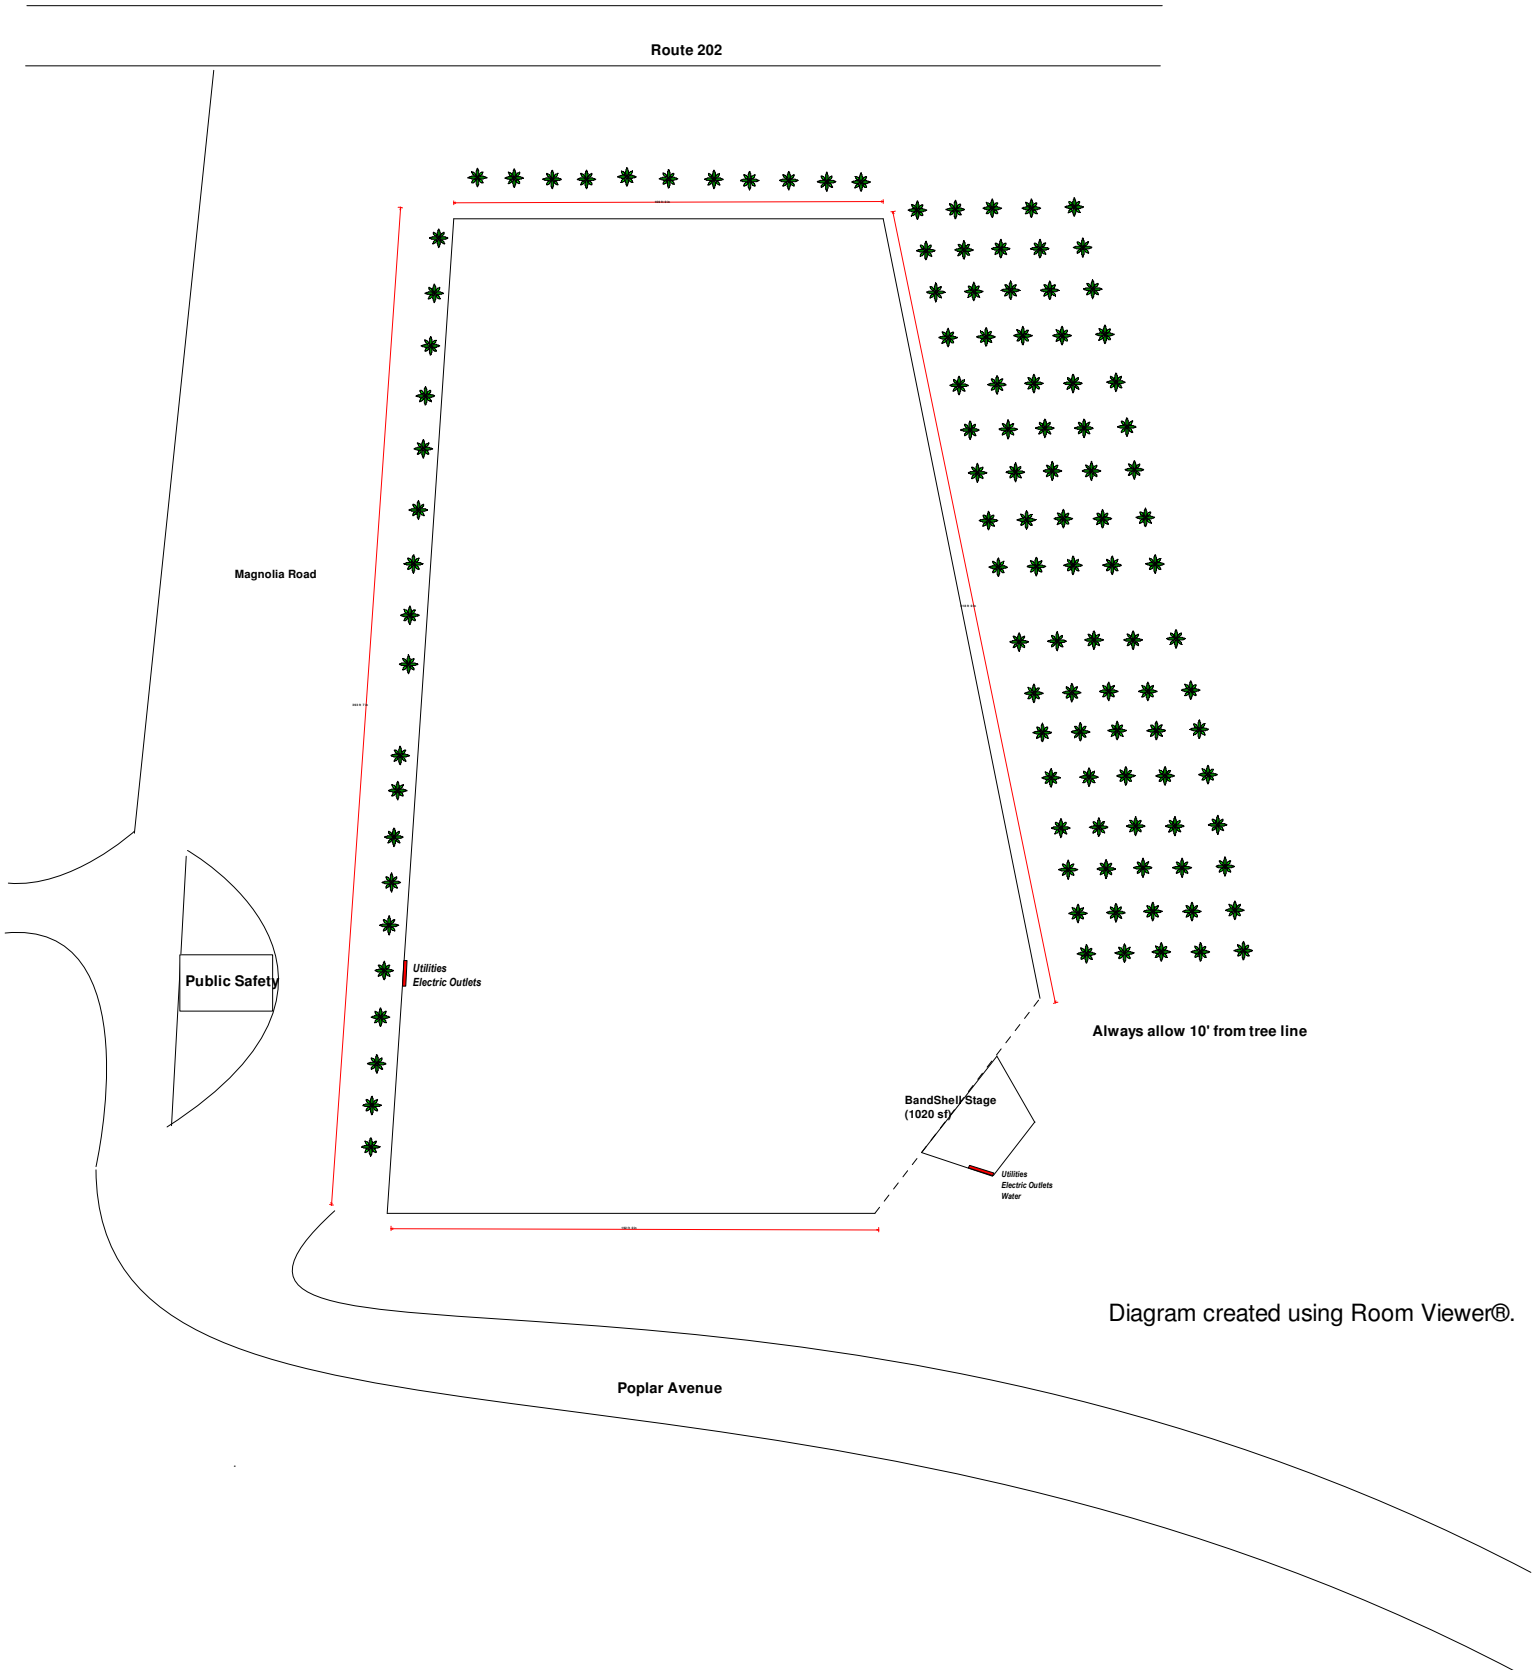 Route 202
Magnolia Road
Utilities
Electric Outlets
Public Safety
Always allow 10' from tree line
BandShell Stage
(1020 sf)
Utilities
Electric Outlets
Water
Diagram created using Room Viewer®.
Poplar Avenue